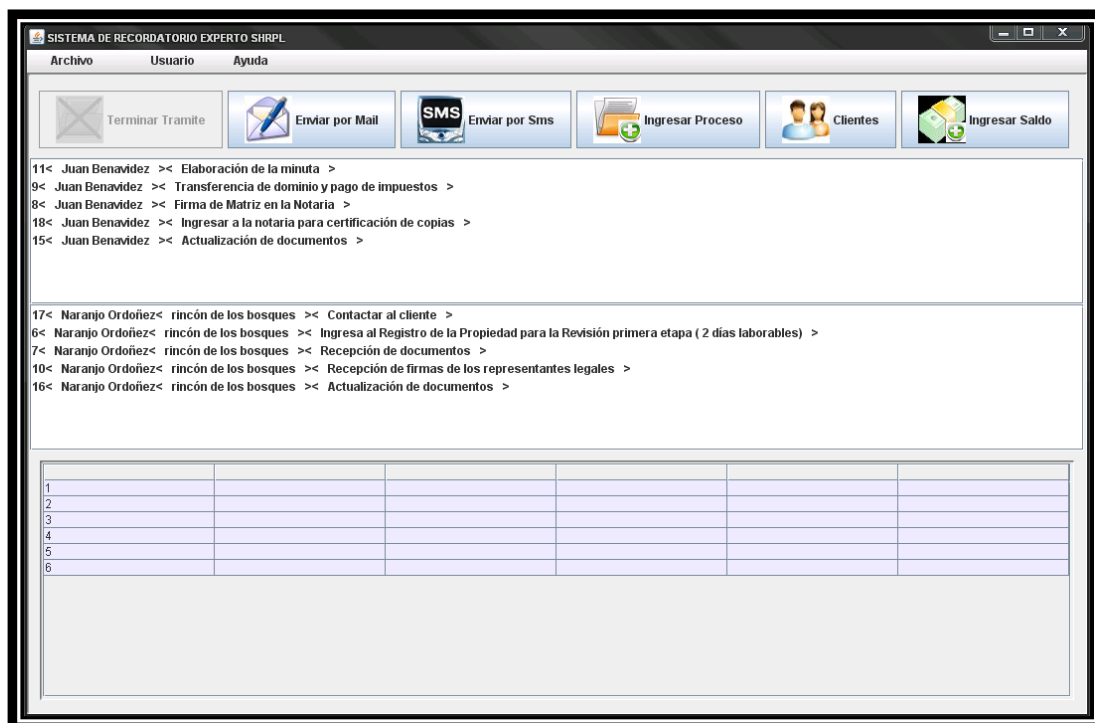 SISTEMA DE RECORDATORIO EXPERTO SHRPL
Archivo Usuario Ayuda
Terminar Tramite Enviar por Mail SMS Enviar por Sms Ingresar Proceso Clientes Ingresar Saldo
11< Juan Benavidez >< Elaboración de la minuta >
9< Juan Benavidez >< Transferencia de dominio y pago de impuestos >
8< Juan Benavidez >< Firma de Matriz en la Notaria >
18< Juan Benavidez >< Ingresar a la notaria para certificación de copias >
15< Juan Benavidez >< Actualización de documentos >
17< Naranjo Ordoñez< rincón de los bosques >< Contactar al cliente >
6< Naranjo Ordoñez< rincón de los bosques >< Ingresa al Registro de la Propiedad para la Revisión primera etapa ( 2 días laborables) >
7< Naranjo Ordoñez< rincón de los bosques >< Recepción de documentos >
10< Naranjo Ordoñez< rincón de los bosques >< Recepción de firmas de los representantes legales >
16< Naranjo Ordoñez< rincón de los bosques >< Actualización de documentos >
1
2
3
4
5
6